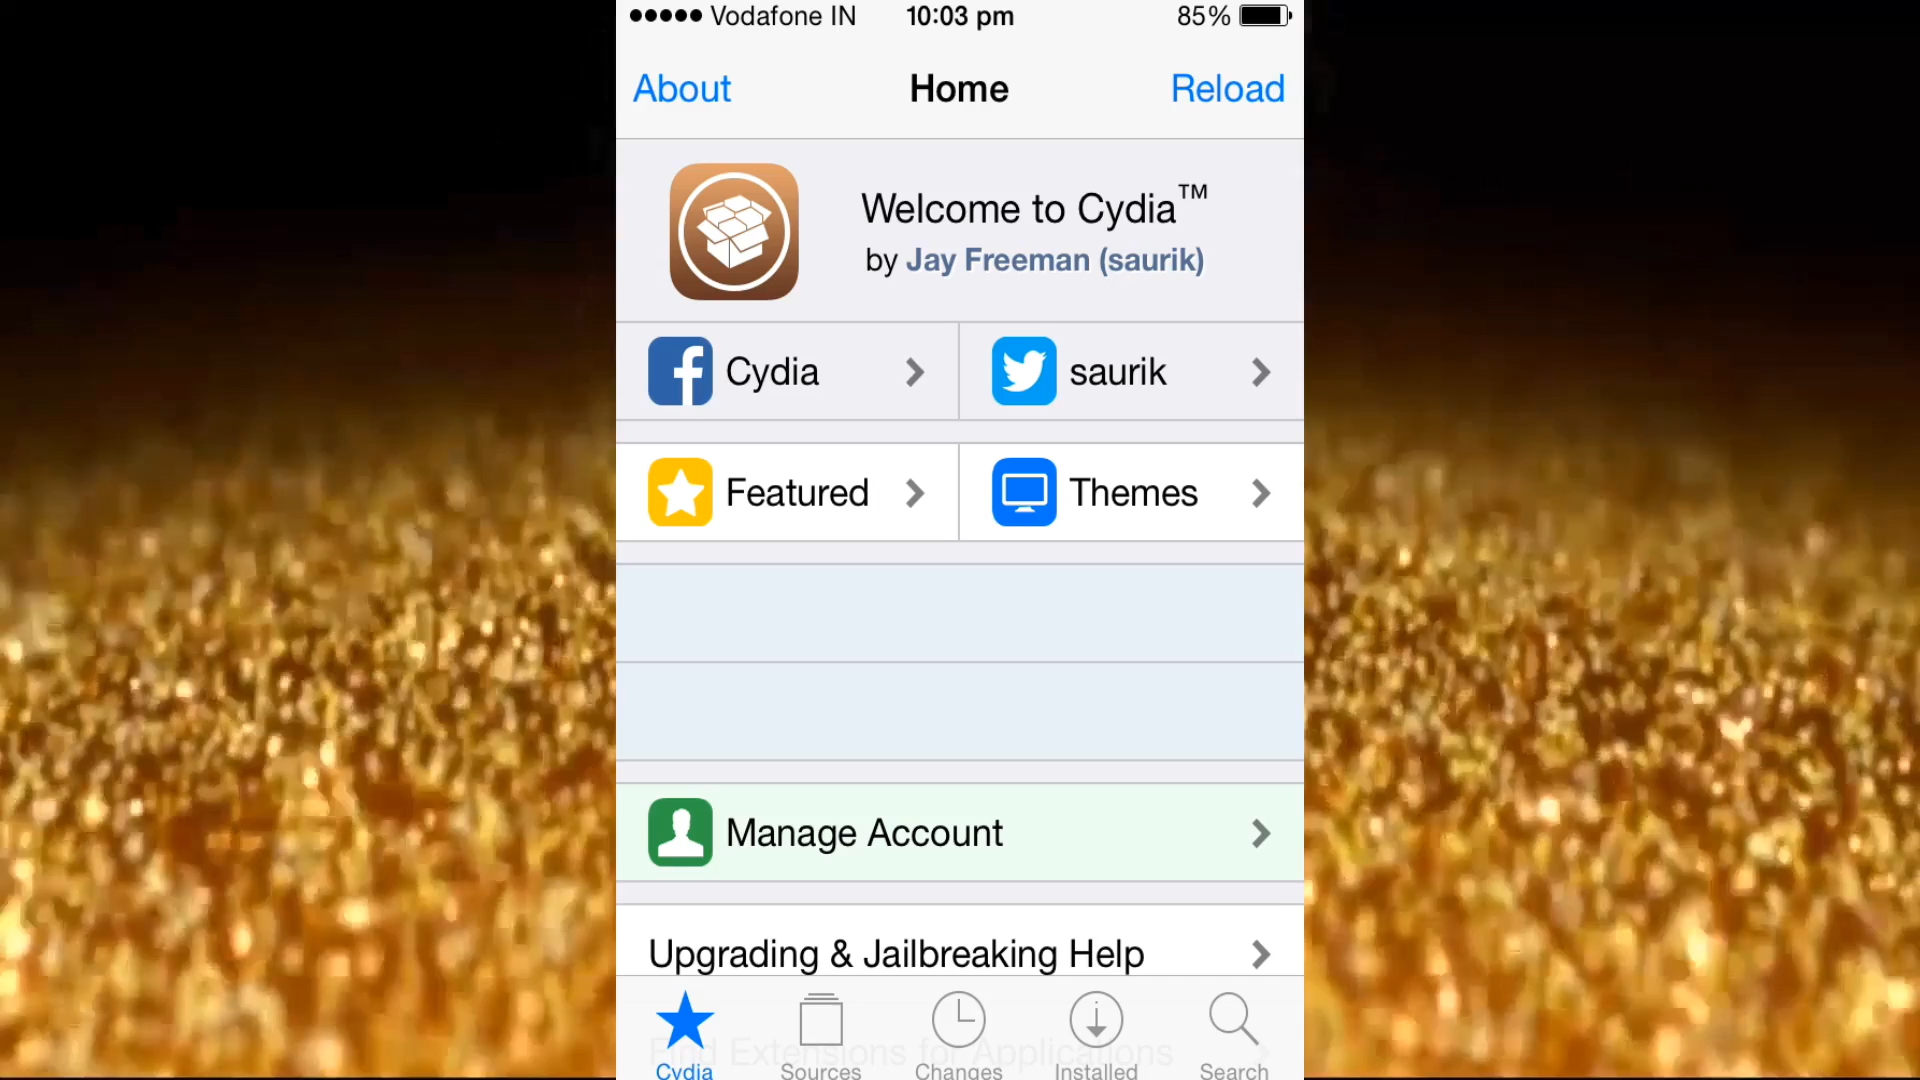 Vodafone IN 10:03 pm 85%
About Home Reload
Welcome to Cydia™
by Jay Freeman (saurik)
Cydia saurik
Featured Themes
Manage Account
Upgrading & Jailbreaking Help
Find Extensions for Applications
Cydia Sources Changes Installed Search